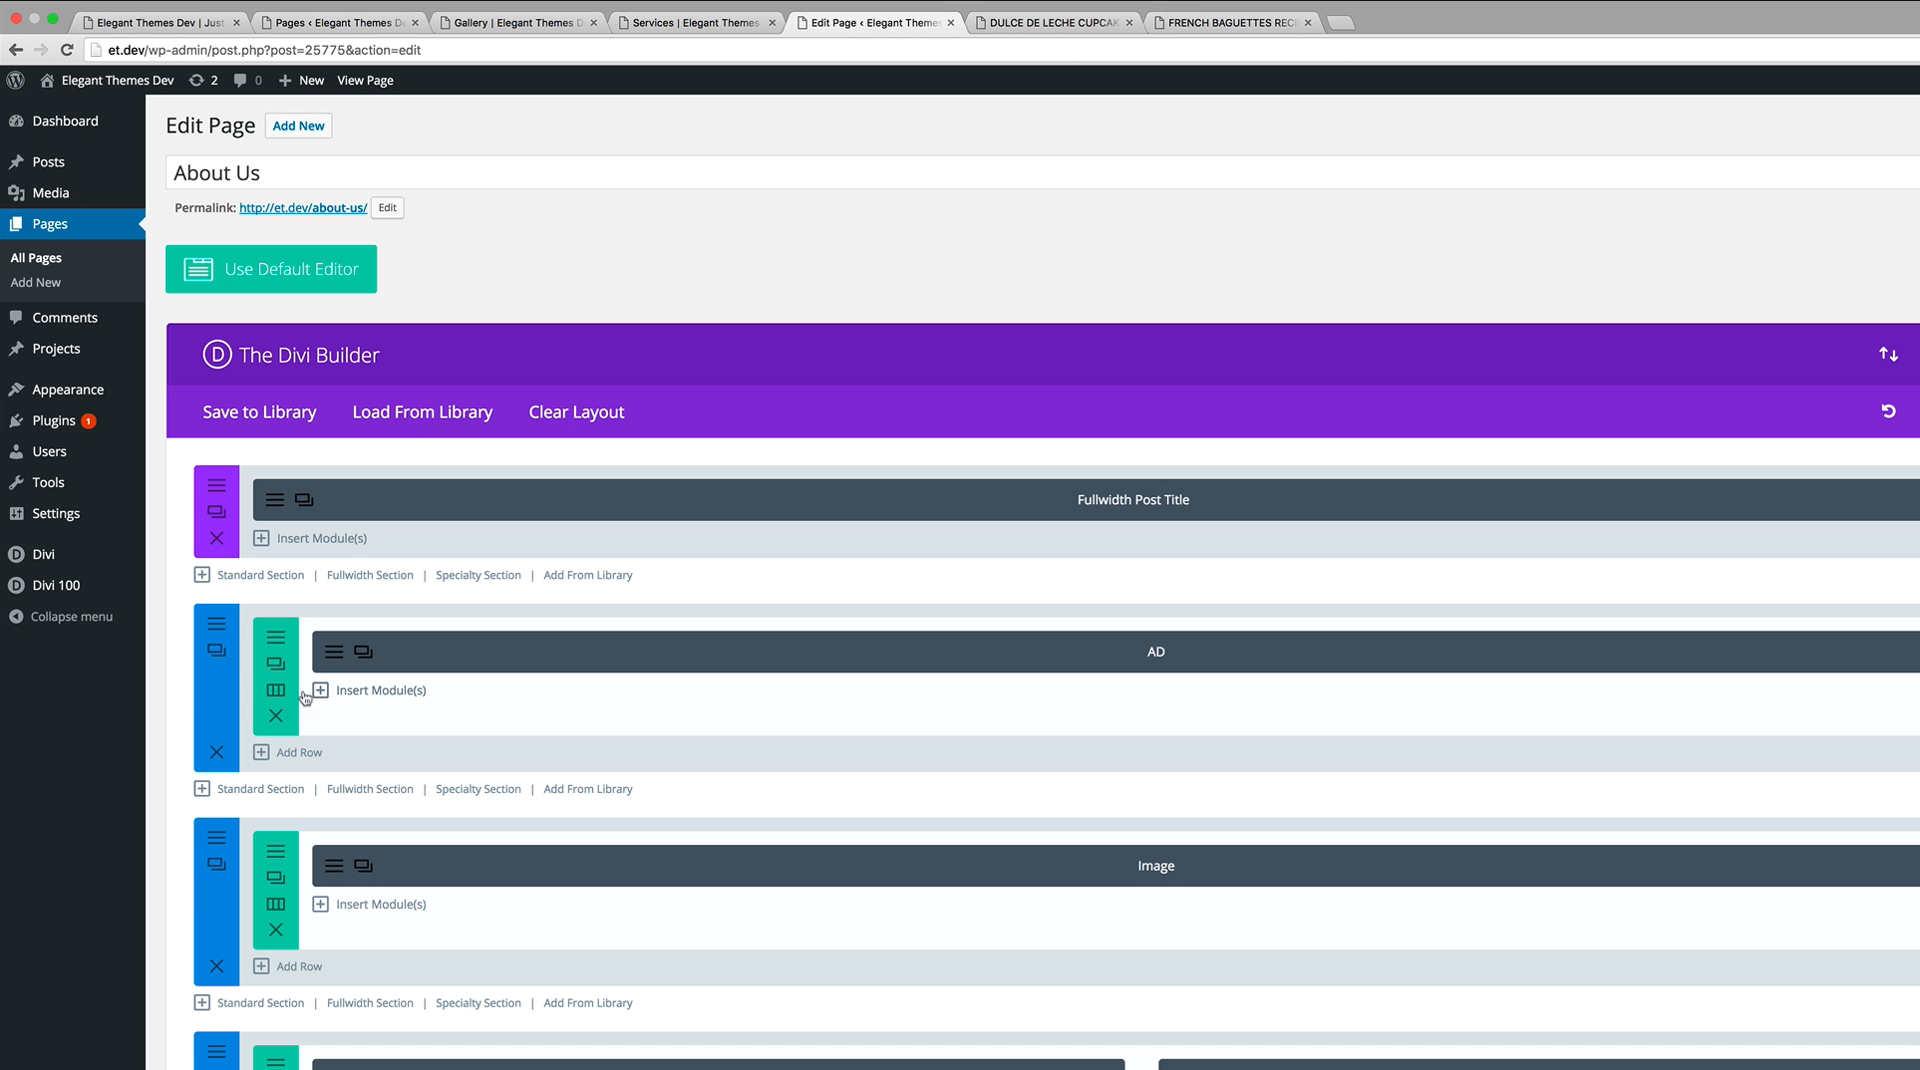 Elegant Themes Dev | Just
Pages ‹ Elegant Themes De
Gallery | Elegant Themes D
Services | Elegant Themes
Edit Page ‹ Elegant Themes
DULCE DE LECHE CUPCAK
FRENCH BAGUETTES RECI
et.dev/wp-admin/post.php?post=25775&action=edit
Elegant Themes Dev 2 0 New View Page
Dashboard
Posts
Media
Pages
All Pages
Add New
Comments
Projects
Appearance
Plugins 1
Users
Tools
Settings
Divi
Divi 100
Collapse menu
Edit Page Add New
About Us
Permalink: http://et.dev/about-us/ Edit
Use Default Editor
D The Divi Builder
Save to Library Load From Library Clear Layout
Fullwidth Post Title
Insert Module(s)
Standard Section | Fullwidth Section | Specialty Section | Add From Library
AD
Insert Module(s)
Add Row
Standard Section | Fullwidth Section | Specialty Section | Add From Library
Image
Insert Module(s)
Add Row
Standard Section | Fullwidth Section | Specialty Section | Add From Library